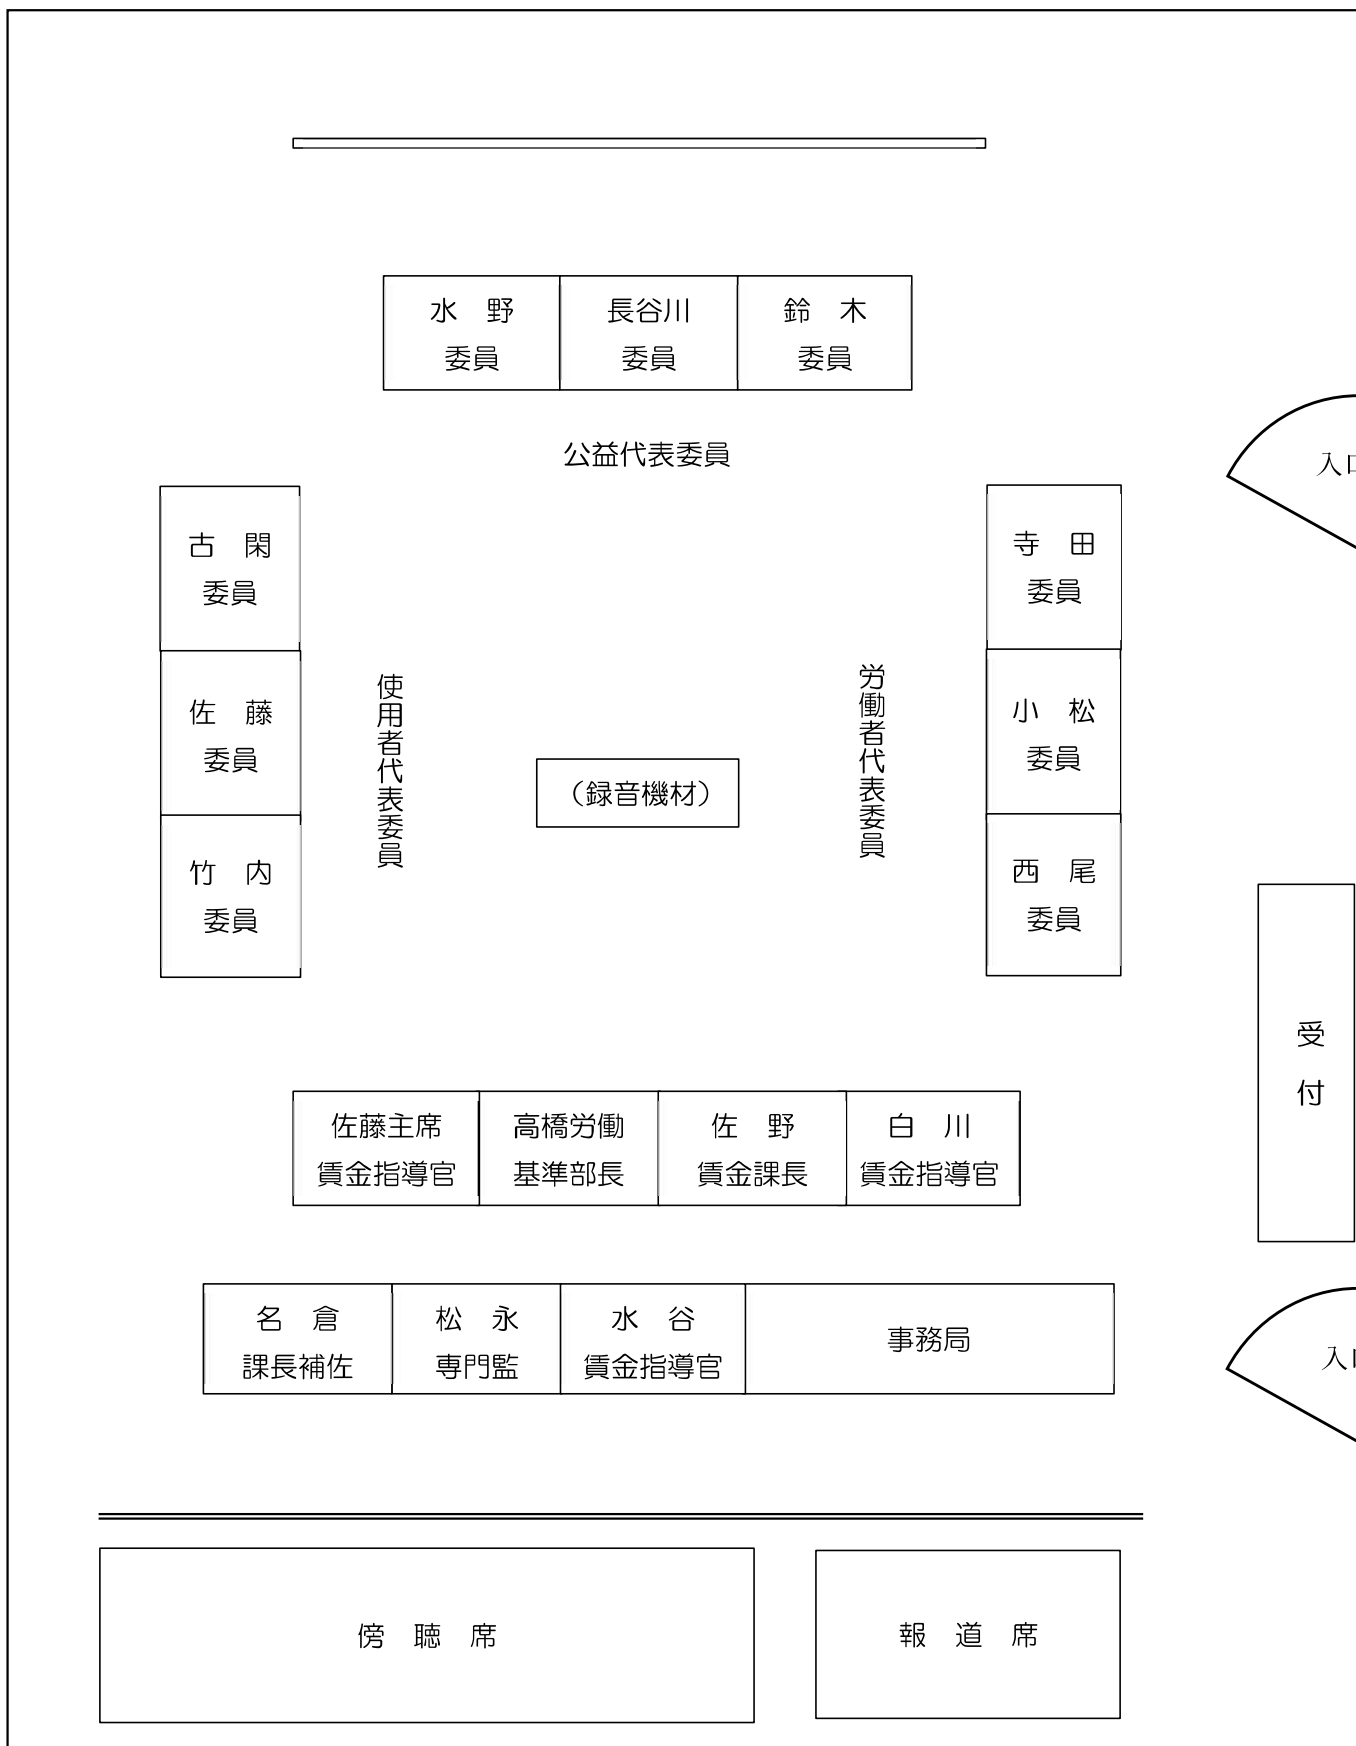 水　野
委員
長谷川
委員
鈴　木
委員
公益代表委員
入口
古　閑
委員
寺　田
委員
佐　藤
委員
使用者代表委員
労働者代表委員
小　松
委員
（録音機材）
竹　内
委員
西　尾
委員
受
付
佐藤主席
賃金指導官
高橋労働
基準部長
佐　野
賃金課長
白　川
賃金指導官
名　倉
課長補佐
松　永
専門監
水　谷
賃金指導官
事務局
入口
傍　聴　席
報　道　席